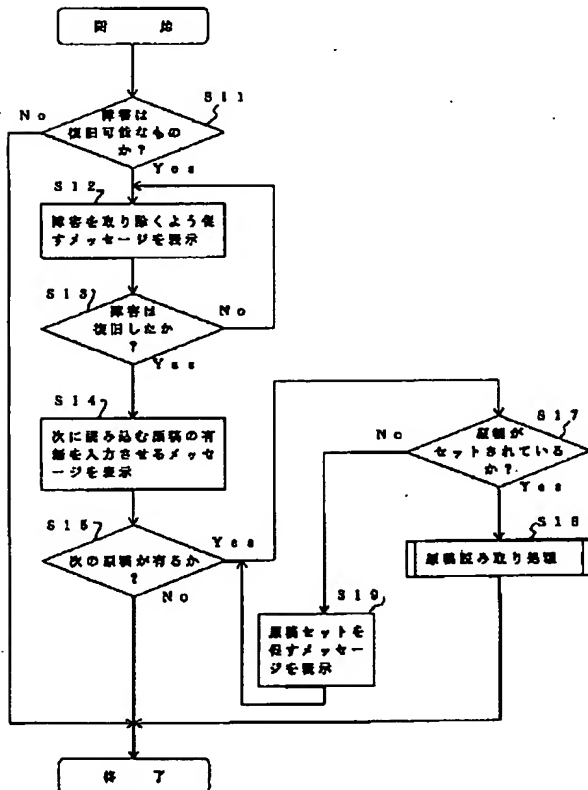 開 始
S11
No
障害は
復旧可能なもの
か?
Yes
S12
障害を取り除くよう促
すメッセージを表示
S13
障害は
復旧したか
?
No
Yes
S14
次に読み込む原稿の有
無を入力させるメッセ
ージを表示
S15
次の原稿が有るか
?
Yes
No
S17
原稿が
セットされている
か?
No
Yes
S18
原稿読み取り処理
S19
原稿セットを
促すメッセー
ジを表示
終 了